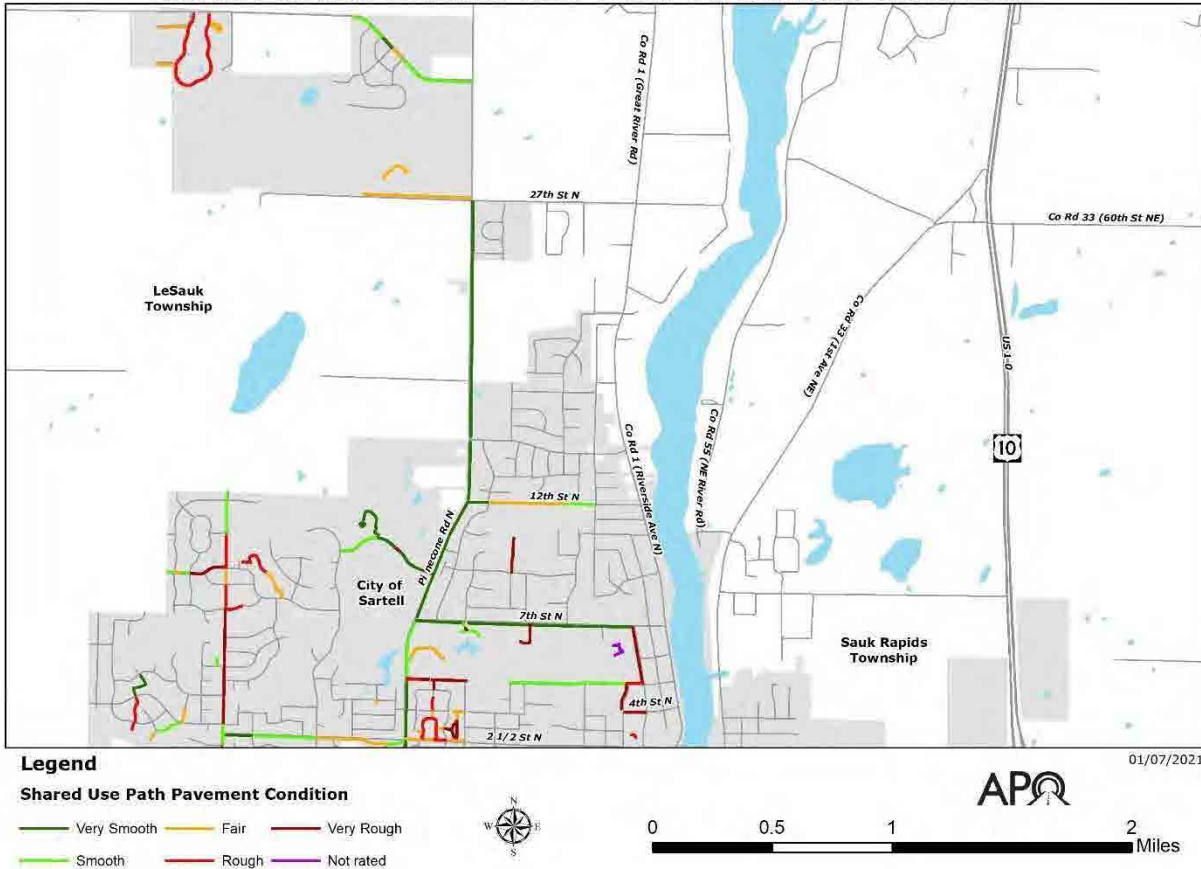 Co Rd 1 (Great River Rd)
27th St N
Co Rd 33 (60th St NE)
LeSauk
Township
Co Rd 33 (1st Ave NE)
US 1-0
Co Rd 55 (NE River Rd)
Co Rd 1 (Riverside Ave N)
10
12th St N
Pinecone Rd N
City of
Sartell
7th St N
Sauk Rapids
Township
4th St N
2 1/2 St N
Legend
01/07/2021
Shared Use Path Pavement Condition
APO
Very Smooth
Fair
Very Rough
Smooth
Rough
Not rated
N
W
E
S
0
0.5
1
2
Miles